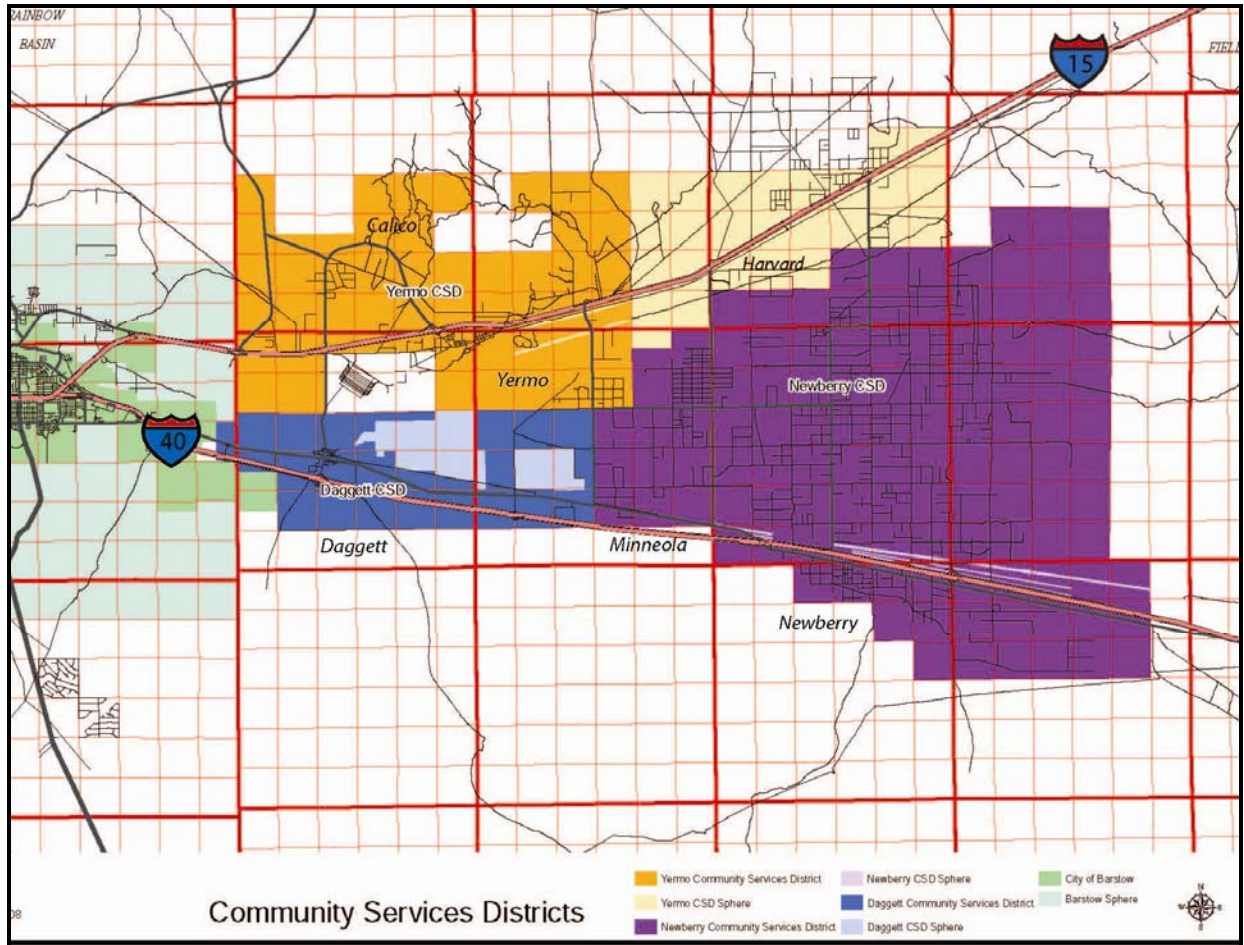 RAINBOW
BASIN
15
FIEL
Calico
Harvard
Yermo CSD
Yermo
Newberry CSD
40
Daggett CSD
Daggett
Minneola
Newberry
08
Community Services Districts
Yermo Community Services District
Yermo CSD Sphere
Newberry Community Services District
Newberry CSD Sphere
Daggett Community Services District
Daggett CSD Sphere
City of Barstow
Barstow Sphere
N
W
E
S